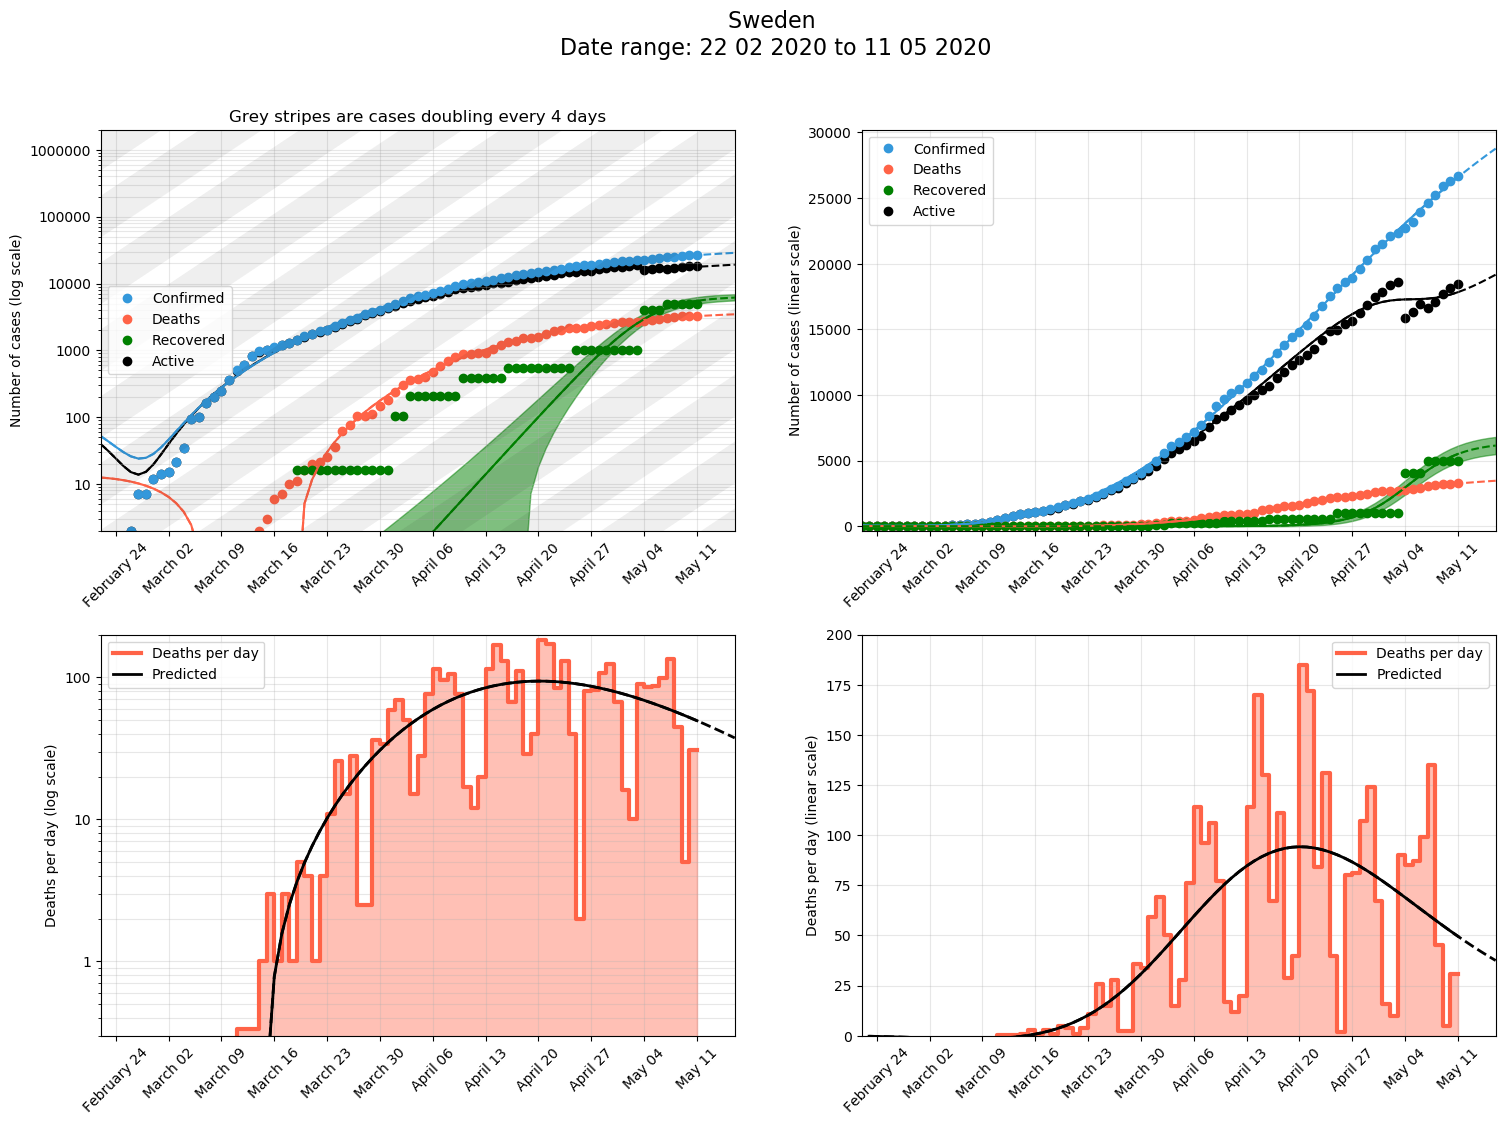 Sweden
Date range: 22 02 2020 to 11 05 2020
Grey stripes are cases doubling every 4 days
Number of cases (log scale)
1000000
100000
10000
1000
100
10
Confirmed
Deaths
Recovered
Active
February 24
March 02
March 09
March 16
March 23
March 30
April 06
April 13
April 20
April 27
May 04
May 11
Number of cases (linear scale)
30000
25000
20000
15000
10000
5000
0
Confirmed
Deaths
Recovered
Active
February 24
March 02
March 09
March 16
March 23
March 30
April 06
April 13
April 20
April 27
May 04
May 11
Deaths per day (log scale)
100
10
1
Deaths per day
Predicted
February 24
March 02
March 09
March 16
March 23
March 30
April 06
April 13
April 20
April 27
May 04
May 11
Deaths per day (linear scale)
200
175
150
125
100
75
50
25
0
Deaths per day
Predicted
February 24
March 02
March 09
March 16
March 23
March 30
April 06
April 13
April 20
April 27
May 04
May 11